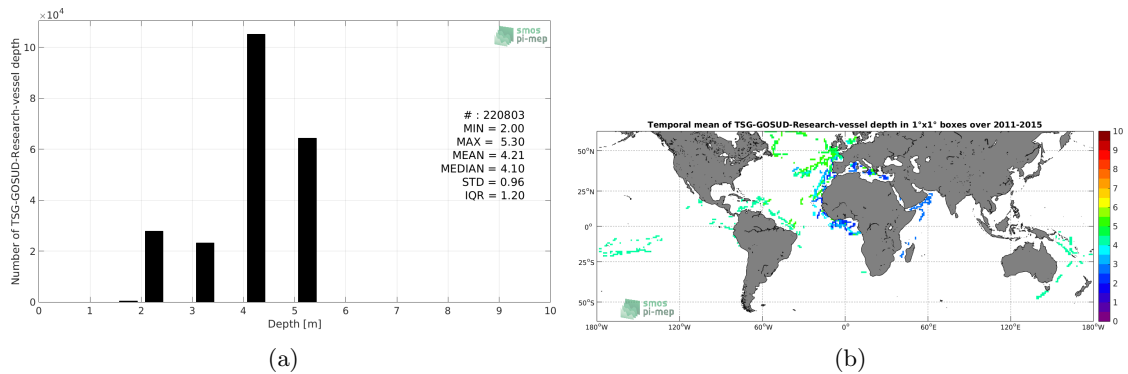 ×10⁴
10
8
6
4
2
0
Number of TSG-GOSUD-Research-vessel depth
smos
pi-mep
# : 220803
MIN = 2.00
MAX = 5.30
MEAN = 4.21
MEDIAN = 4.10
STD = 0.96
IQR = 1.20
0 1 2 3 4 5 6 7 8 9 10
Depth [m]
(a)
Temporal mean of TSG-GOSUD-Research-vessel depth in 1°x1° boxes over 2011-2015
50°N
25°N
0°
25°S
50°S
smos
pi-mep
180°W 120°W 60°W 0° 60°E 120°E 180°W
10
9
8
7
6
5
4
3
2
1
0
(b)